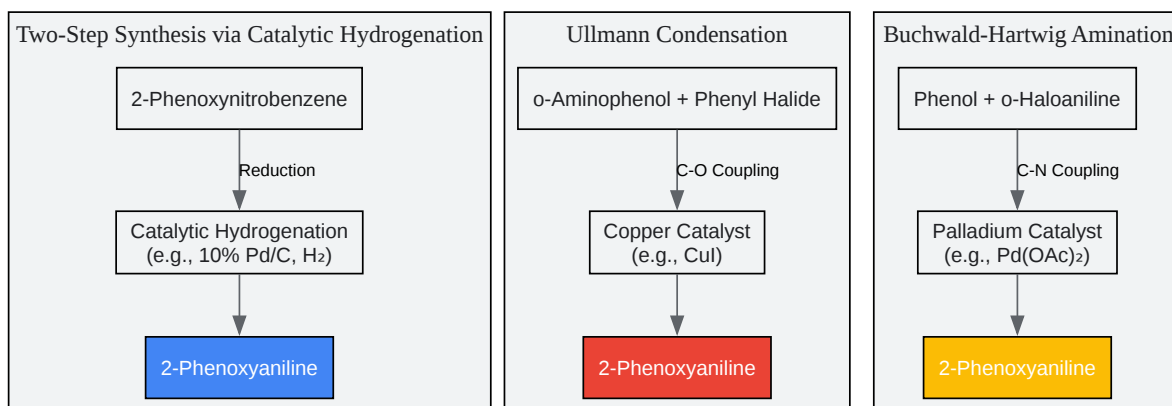 Two-Step Synthesis via Catalytic Hydrogenation
2-Phenoxynitrobenzene
Reduction
Catalytic Hydrogenation
(e.g., 10% Pd/C, H₂)
2-Phenoxyaniline
Ullmann Condensation
o-Aminophenol + Phenyl Halide
C-O Coupling
Copper Catalyst
(e.g., CuI)
2-Phenoxyaniline
Buchwald-Hartwig Amination
Phenol + o-Haloaniline
C-N Coupling
Palladium Catalyst
(e.g., Pd(OAc)₂)
2-Phenoxyaniline